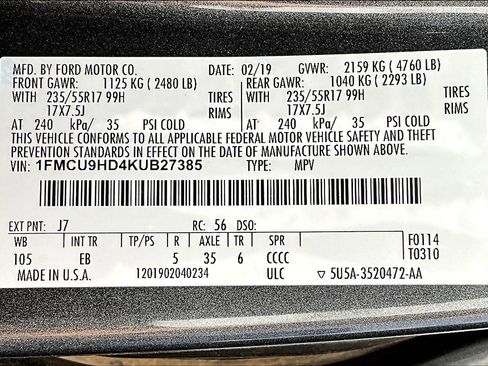 MFD. BY FORD MOTOR CO. DATE: 02/19 GVWR: 2159 KG (4760 LB)
FRONT GAWR: 1125 KG (2480 LB) REAR GAWR: 1040 KG (2293 LB)
WITH 235/55R17 99H TIRES WITH 235/55R17 99H TIRES
17X7.5J RIMS 17X7.5J RIMS
AT 240 kPa/ 35 PSI COLD AT 240 kPa/ 35 PSI COLD
THIS VEHICLE CONFORMS TO ALL APPLICABLE FEDERAL MOTOR VEHICLE SAFETY AND THEFT
PREVENTION STANDARDS IN EFFECT ON THE DATE OF MANUFACTURE SHOWN ABOVE.
VIN: 1FMCU9HD4KUB27385 TYPE: MPV
EXT PNT: J7 RC: 56 DSO:
WB INT TR TP/PS R AXLE TR SPR F0114
105 EB 5 35 6 CCCC T0310
MADE IN U.S.A. 1201902040234 ULC ▽ 5U5A-3520472-AA